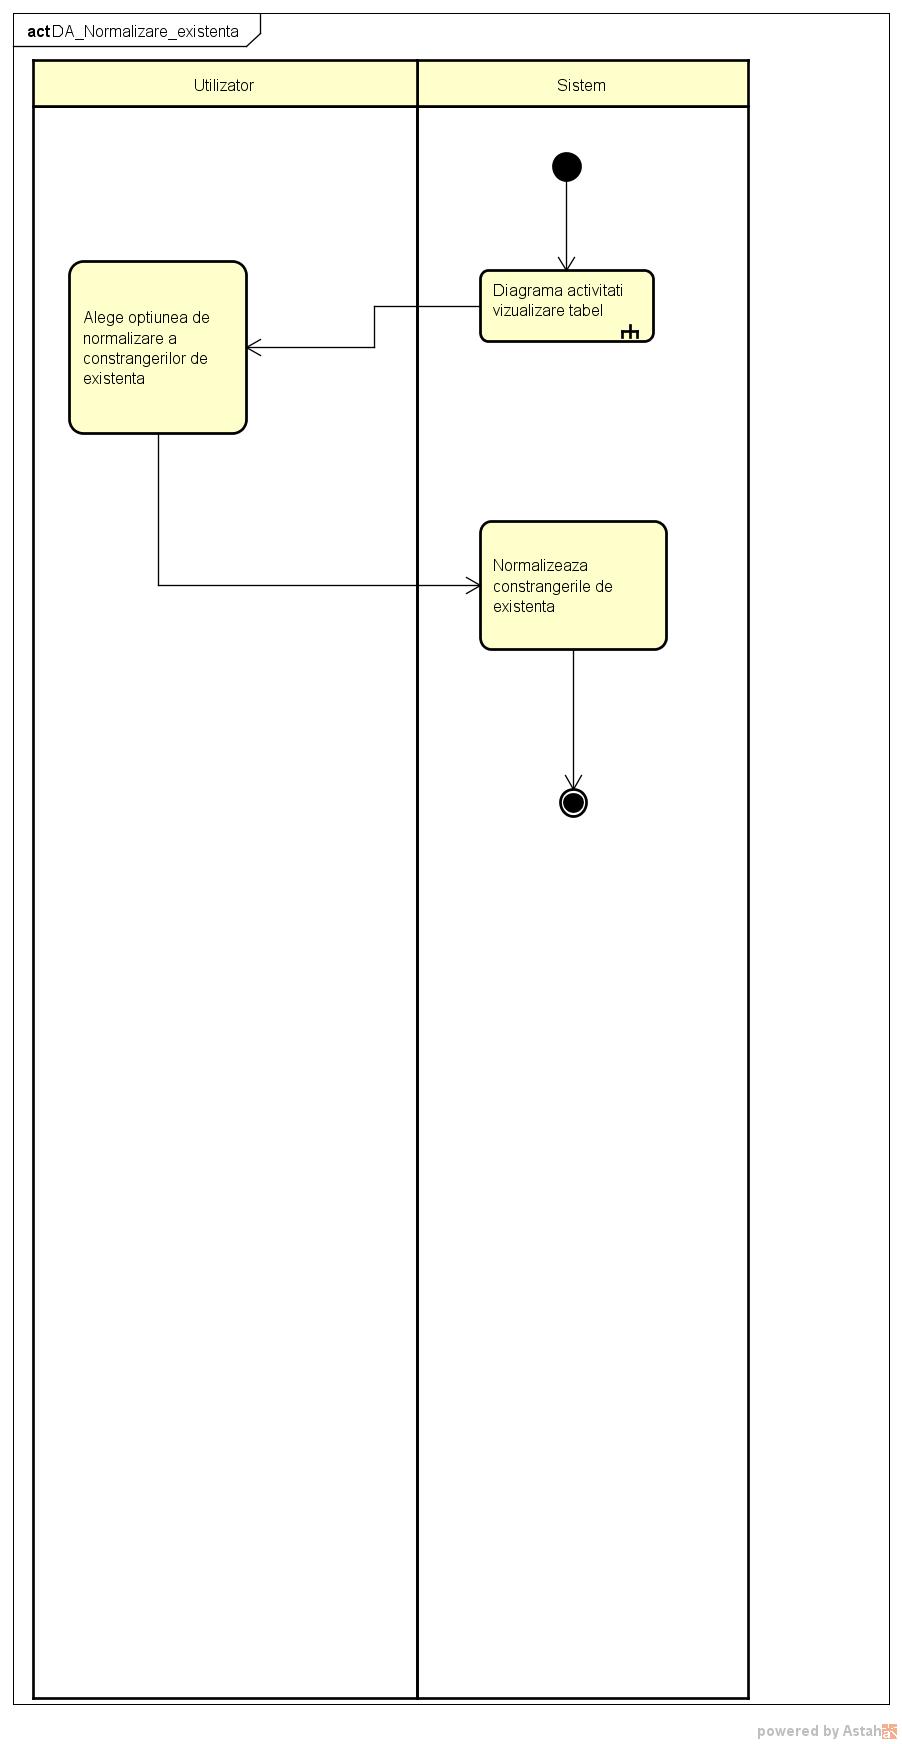 act DA_Normalizare_existenta
Utilizator
Sistem
Diagrama activitati
vizualizare tabel
Alege optiunea de
normalizare a
constrangerilor de
existenta
Normalizeaza
constrangerile de
existenta
powered by Astah